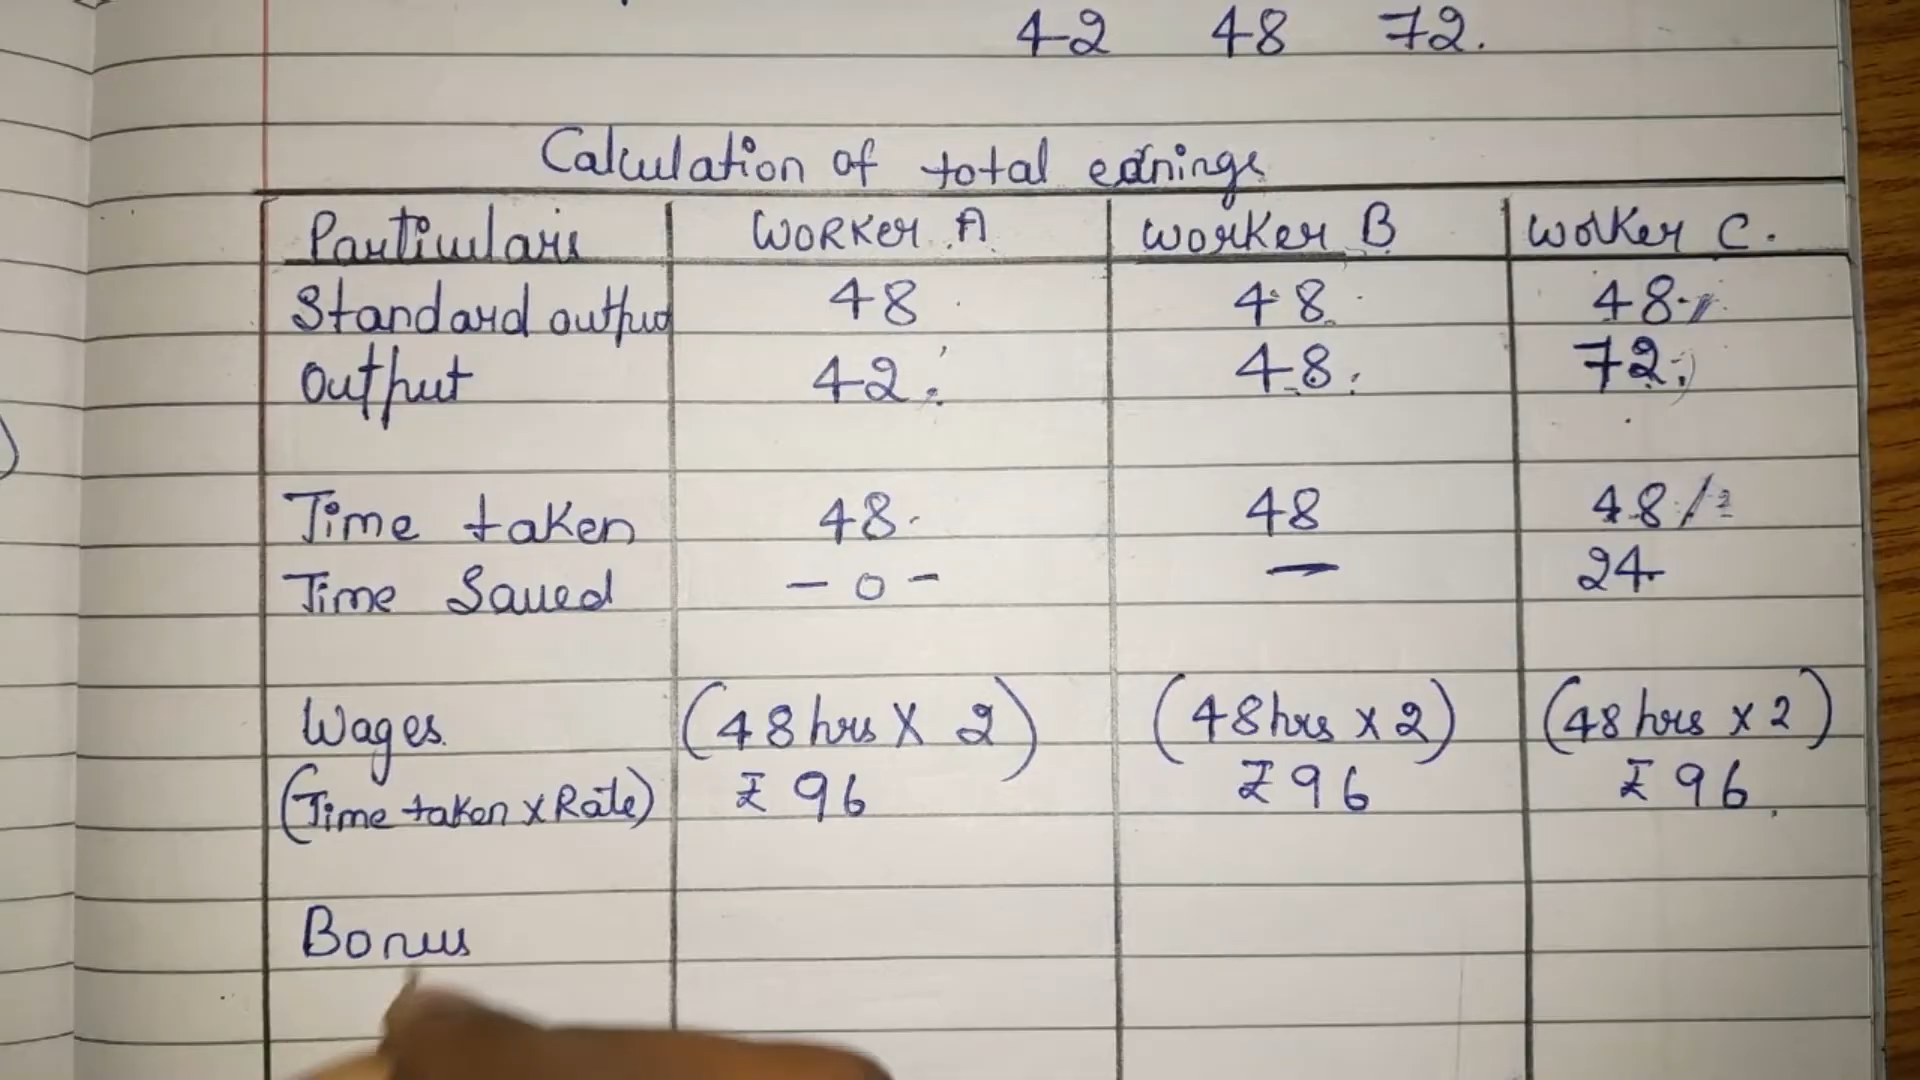 42 48 72.
Calculation of total earnings
Particulars WORKER A WORKER B WORKER C.
Standard output 48 48 48
Output 42 48 72
Time taken 48 48 48
Time Saved - 0 - — 24
Wages (48 hrs X 2) (48 hrs x 2) (48 hrs x 2)
(Time taken x Rate) ₹ 96 ₹ 96 ₹ 96
Bonus